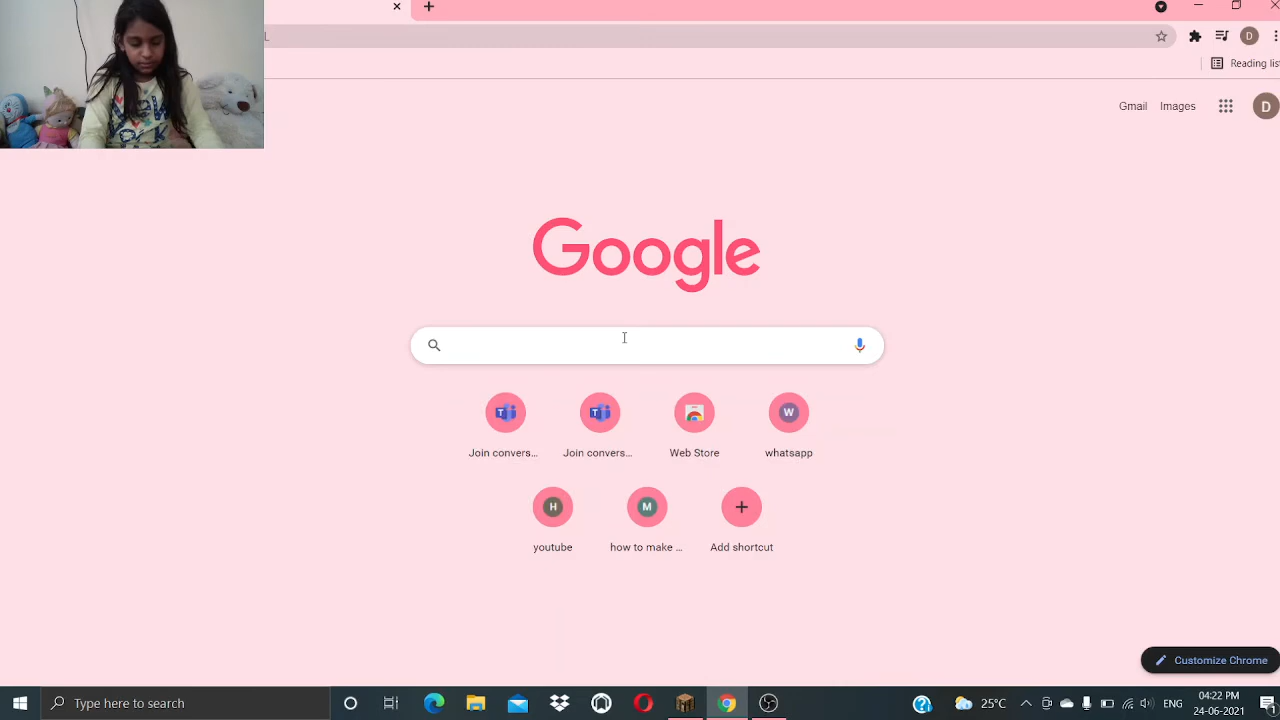 L
D
Reading list
Gmail Images
D
Google
T T W
Join convers... Join convers... Web Store whatsapp
H M
youtube how to make ... Add shortcut
Customize Chrome
Type here to search
25°C
04:22 PM
24-06-2021